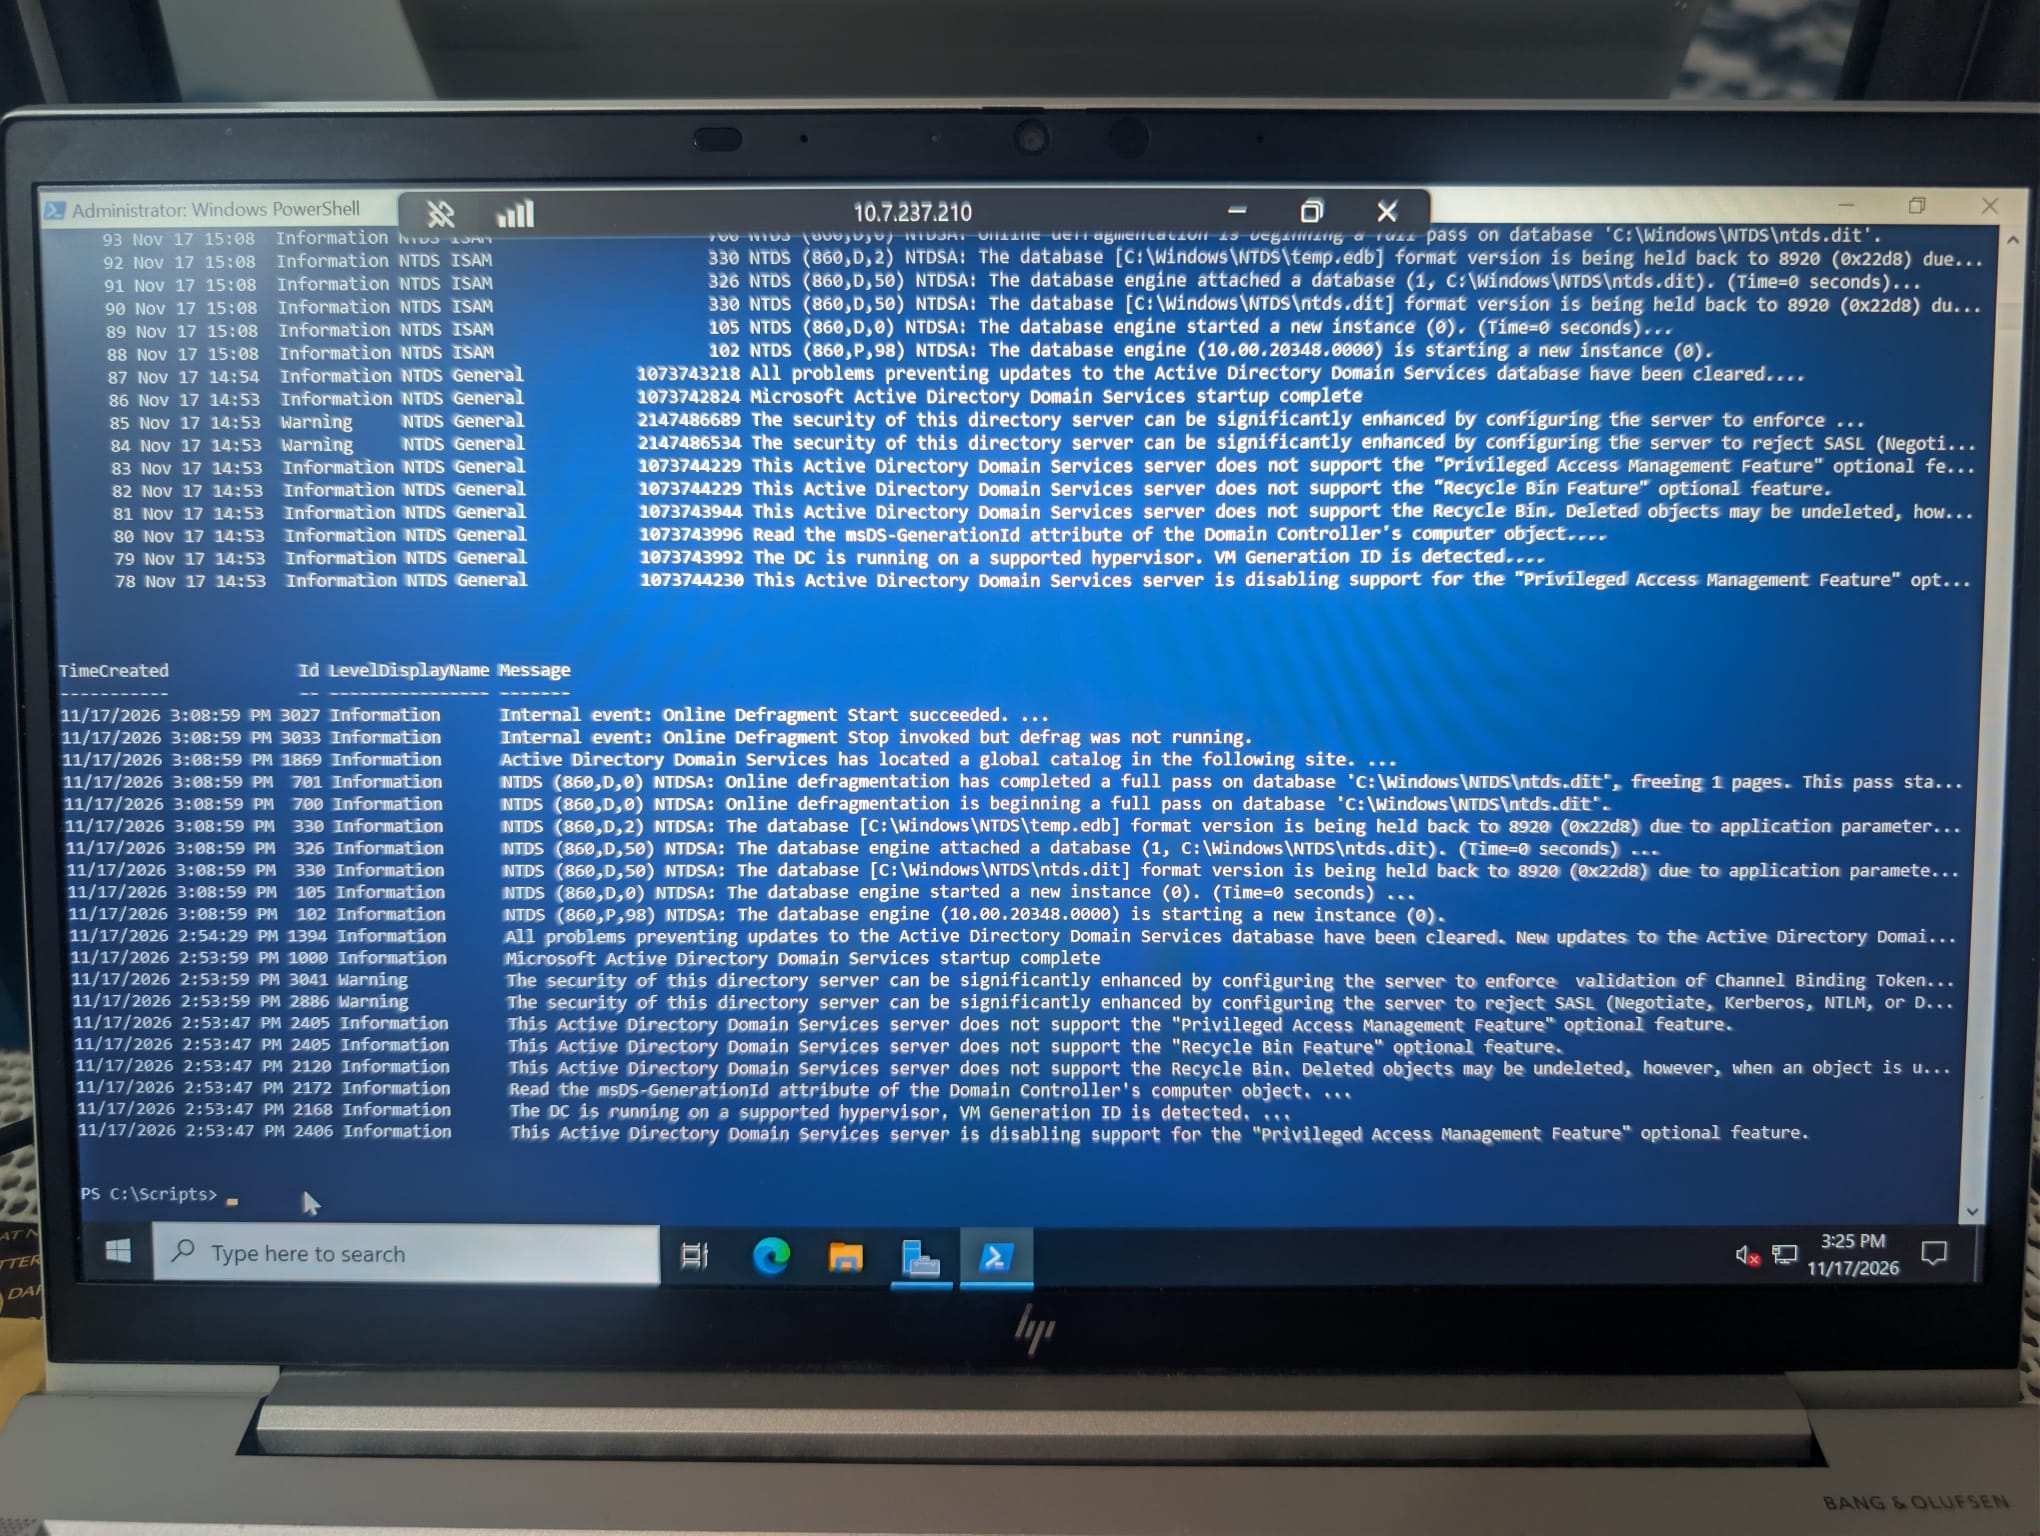 Administrator: Windows PowerShell
10.7.237.210
93 Nov 17 15:08 Information NTDS ISAM 700 NTDS (860,D,0) NTDSA: Online defragmentation is beginning a full pass on database 'C:\Windows\NTDS\ntds.dit'.
92 Nov 17 15:08 Information NTDS ISAM 330 NTDS (860,D,2) NTDSA: The database [C:\Windows\NTDS\temp.edb] format version is being held back to 8920 (0x22d8) due...
91 Nov 17 15:08 Information NTDS ISAM 326 NTDS (860,D,50) NTDSA: The database engine attached a database (1, C:\Windows\NTDS\ntds.dit). (Time=0 seconds)...
90 Nov 17 15:08 Information NTDS ISAM 330 NTDS (860,D,50) NTDSA: The database [C:\Windows\NTDS\ntds.dit] format version is being held back to 8920 (0x22d8) du...
89 Nov 17 15:08 Information NTDS ISAM 105 NTDS (860,D,0) NTDSA: The database engine started a new instance (0). (Time=0 seconds)...
88 Nov 17 15:08 Information NTDS ISAM 102 NTDS (860,P,98) NTDSA: The database engine (10.00.20348.0000) is starting a new instance (0).
87 Nov 17 14:54 Information NTDS General 1073743218 All problems preventing updates to the Active Directory Domain Services database have been cleared....
86 Nov 17 14:53 Information NTDS General 1073742824 Microsoft Active Directory Domain Services startup complete
85 Nov 17 14:53 Warning NTDS General 2147486689 The security of this directory server can be significantly enhanced by configuring the server to enforce ...
84 Nov 17 14:53 Warning NTDS General 2147486534 The security of this directory server can be significantly enhanced by configuring the server to reject SASL (Negoti...
83 Nov 17 14:53 Information NTDS General 1073744229 This Active Directory Domain Services server does not support the "Privileged Access Management Feature" optional fe...
82 Nov 17 14:53 Information NTDS General 1073744229 This Active Directory Domain Services server does not support the "Recycle Bin Feature" optional feature.
81 Nov 17 14:53 Information NTDS General 1073743944 This Active Directory Domain Services server does not support the Recycle Bin. Deleted objects may be undeleted, how...
80 Nov 17 14:53 Information NTDS General 1073743996 Read the msDS-GenerationId attribute of the Domain Controller's computer object....
79 Nov 17 14:53 Information NTDS General 1073743992 The DC is running on a supported hypervisor. VM Generation ID is detected....
78 Nov 17 14:53 Information NTDS General 1073744230 This Active Directory Domain Services server is disabling support for the "Privileged Access Management Feature" opt...
TimeCreated Id LevelDisplayName Message
----------- -- ---------------- -------
11/17/2026 3:08:59 PM 3027 Information Internal event: Online Defragment Start succeeded. ...
11/17/2026 3:08:59 PM 3033 Information Internal event: Online Defragment Stop invoked but defrag was not running.
11/17/2026 3:08:59 PM 1869 Information Active Directory Domain Services has located a global catalog in the following site. ...
11/17/2026 3:08:59 PM 701 Information NTDS (860,D,0) NTDSA: Online defragmentation has completed a full pass on database 'C:\Windows\NTDS\ntds.dit', freeing 1 pages. This pass sta...
11/17/2026 3:08:59 PM 700 Information NTDS (860,D,0) NTDSA: Online defragmentation is beginning a full pass on database 'C:\Windows\NTDS\ntds.dit'.
11/17/2026 3:08:59 PM 330 Information NTDS (860,D,2) NTDSA: The database [C:\Windows\NTDS\temp.edb] format version is being held back to 8920 (0x22d8) due to application parameter...
11/17/2026 3:08:59 PM 326 Information NTDS (860,D,50) NTDSA: The database engine attached a database (1, C:\Windows\NTDS\ntds.dit). (Time=0 seconds) ...
11/17/2026 3:08:59 PM 330 Information NTDS (860,D,50) NTDSA: The database [C:\Windows\NTDS\ntds.dit] format version is being held back to 8920 (0x22d8) due to application paramete...
11/17/2026 3:08:59 PM 105 Information NTDS (860,D,0) NTDSA: The database engine started a new instance (0). (Time=0 seconds) ...
11/17/2026 3:08:59 PM 102 Information NTDS (860,P,98) NTDSA: The database engine (10.00.20348.0000) is starting a new instance (0).
11/17/2026 2:54:29 PM 1394 Information All problems preventing updates to the Active Directory Domain Services database have been cleared. New updates to the Active Directory Domai...
11/17/2026 2:53:59 PM 1000 Information Microsoft Active Directory Domain Services startup complete
11/17/2026 2:53:59 PM 3041 Warning The security of this directory server can be significantly enhanced by configuring the server to enforce  validation of Channel Binding Token...
11/17/2026 2:53:59 PM 2886 Warning The security of this directory server can be significantly enhanced by configuring the server to reject SASL (Negotiate, Kerberos, NTLM, or D...
11/17/2026 2:53:47 PM 2405 Information This Active Directory Domain Services server does not support the "Privileged Access Management Feature" optional feature.
11/17/2026 2:53:47 PM 2405 Information This Active Directory Domain Services server does not support the "Recycle Bin Feature" optional feature.
11/17/2026 2:53:47 PM 2120 Information This Active Directory Domain Services server does not support the Recycle Bin. Deleted objects may be undeleted, however, when an object is u...
11/17/2026 2:53:47 PM 2172 Information Read the msDS-GenerationId attribute of the Domain Controller's computer object. ...
11/17/2026 2:53:47 PM 2168 Information The DC is running on a supported hypervisor. VM Generation ID is detected. ...
11/17/2026 2:53:47 PM 2406 Information This Active Directory Domain Services server is disabling support for the "Privileged Access Management Feature" optional feature.
PS C:\Scripts>
Type here to search
3:25 PM
11/17/2026
hp
BANG & OLUFSEN